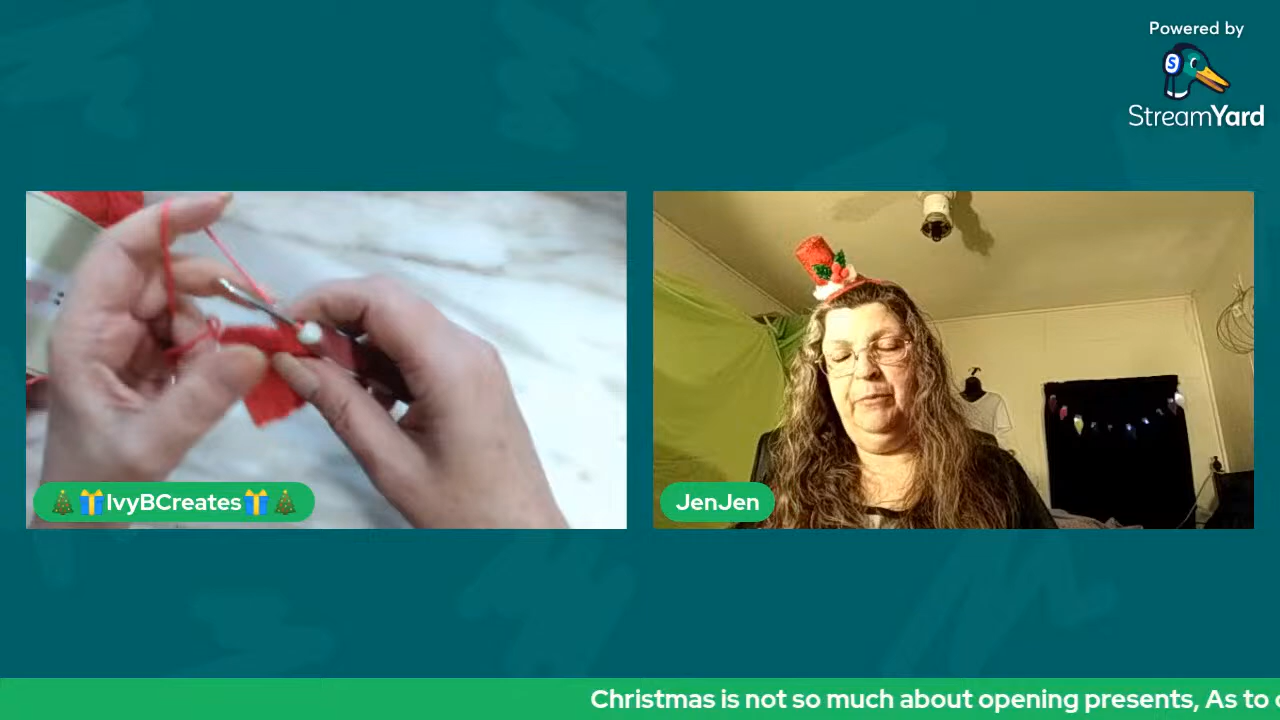 Powered by
S
StreamYard
🎄🎁IvyBCreates🎁🎄
JenJen
Christmas is not so much about opening presents, As to